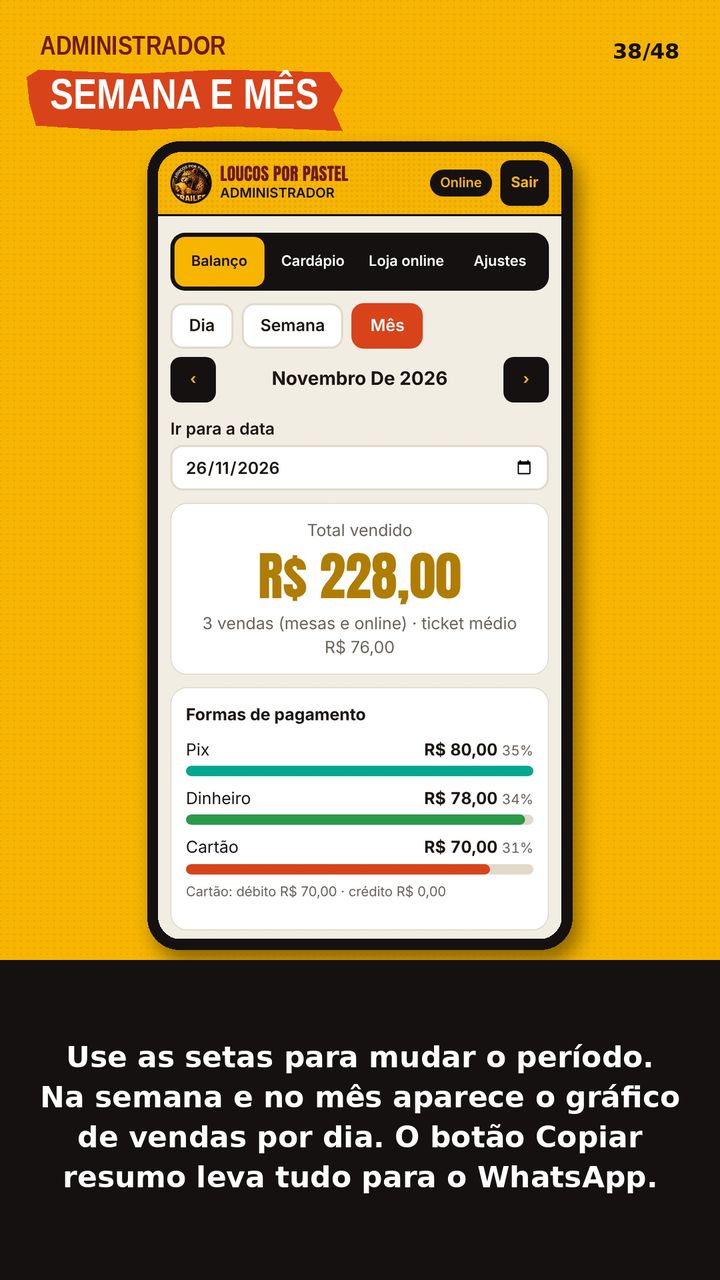 ADMINISTRADOR
38/48
SEMANA E MÊS
LOUCOS POR PASTEL
ADMINISTRADOR
Online
Sair
LOUCOS POR PASTEL
TRAILER
Balanço
Cardápio
Loja online
Ajustes
Dia
Semana
Mês
‹
Novembro De 2026
›
Ir para a data
26/11/2026
Total vendido
R$ 228,00
3 vendas (mesas e online) · ticket médio
R$ 76,00
Formas de pagamento
Pix
R$ 80,00 35%
Dinheiro
R$ 78,00 34%
Cartão
R$ 70,00 31%
Cartão: débito R$ 70,00 · crédito R$ 0,00
Use as setas para mudar o período.
Na semana e no mês aparece o gráfico
de vendas por dia. O botão Copiar
resumo leva tudo para o WhatsApp.